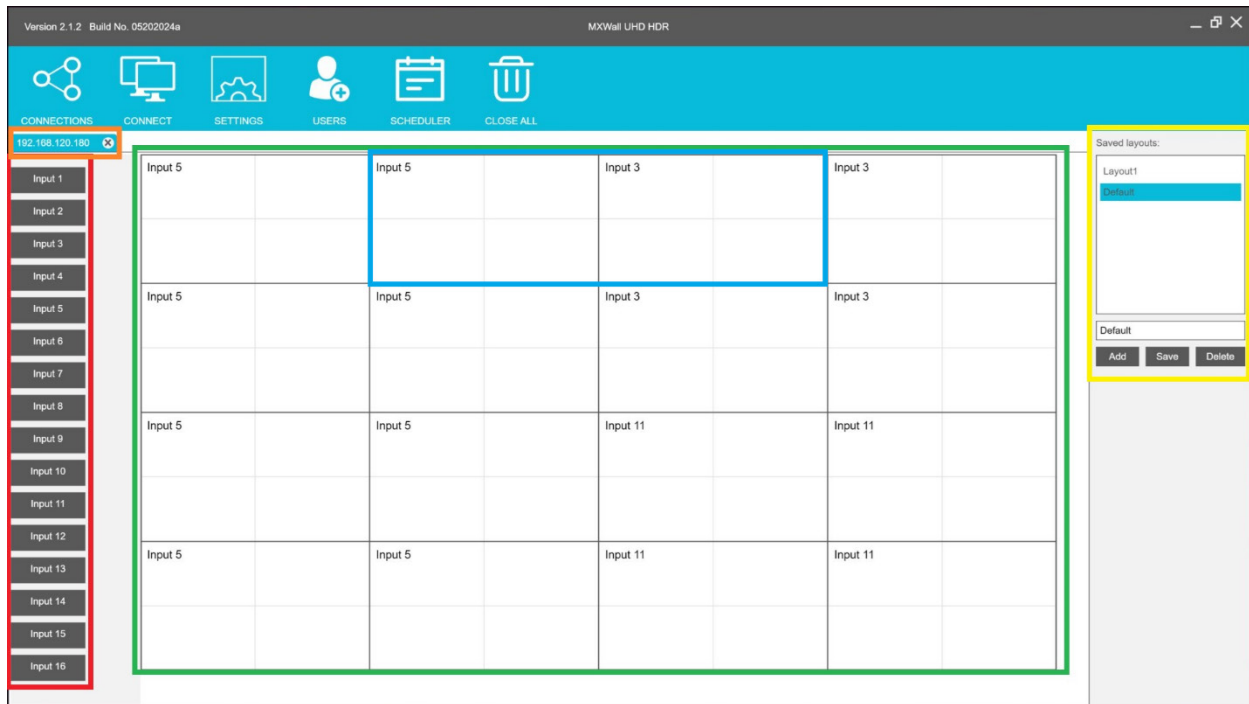 Version 2.1.2 Build No. 05202024a
MXWall UHD HDR
CONNECTIONS
CONNECT
SETTINGS
USERS
SCHEDULER
CLOSE ALL
192.168.120.180
Input 1
Input 2
Input 3
Input 4
Input 5
Input 6
Input 7
Input 8
Input 9
Input 10
Input 11
Input 12
Input 13
Input 14
Input 15
Input 16
Input 5 Input 5 Input 3 Input 3
Input 5 Input 5 Input 3 Input 3
Input 5 Input 5 Input 11 Input 11
Input 5 Input 5 Input 11 Input 11
Saved layouts:
Layout1
Default
Default
Add Save Delete